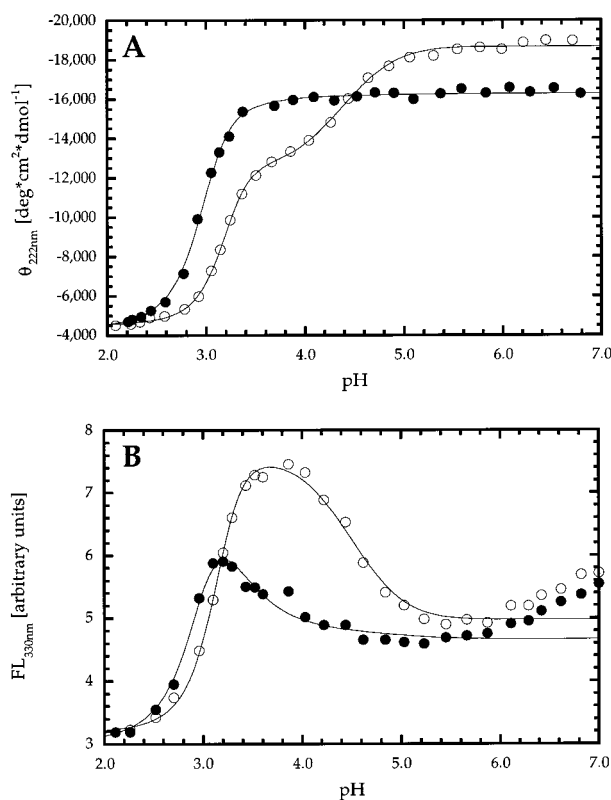 A
-20,000
-18,000
-16,000
-14,000
-12,000
-10,000
-8,000
-6,000
-4,000
θ222nm [deg*cm²*dmol⁻¹]
2.0 3.0 4.0 5.0 6.0 7.0
pH
B
8
7
6
5
4
3
FL330nm [arbitrary units]
2.0 3.0 4.0 5.0 6.0 7.0
pH